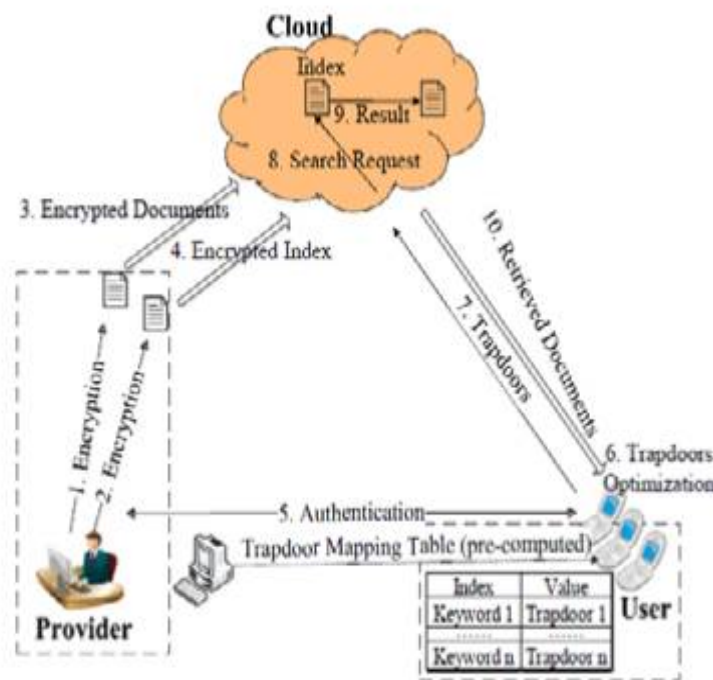 Cloud
Index
9. Result
8. Search Request
3. Encrypted Documents
4. Encrypted Index
10. Retrieved Documents
7. Trapdoors
1. Encryption
2. Encryption
6. Trapdoors
Optimization
5. Authentication
Trapdoor Mapping Table (pre-computed)
Provider
User
Index Value
Keyword 1 Trapdoor 1
...... ......
Keyword n Trapdoor n